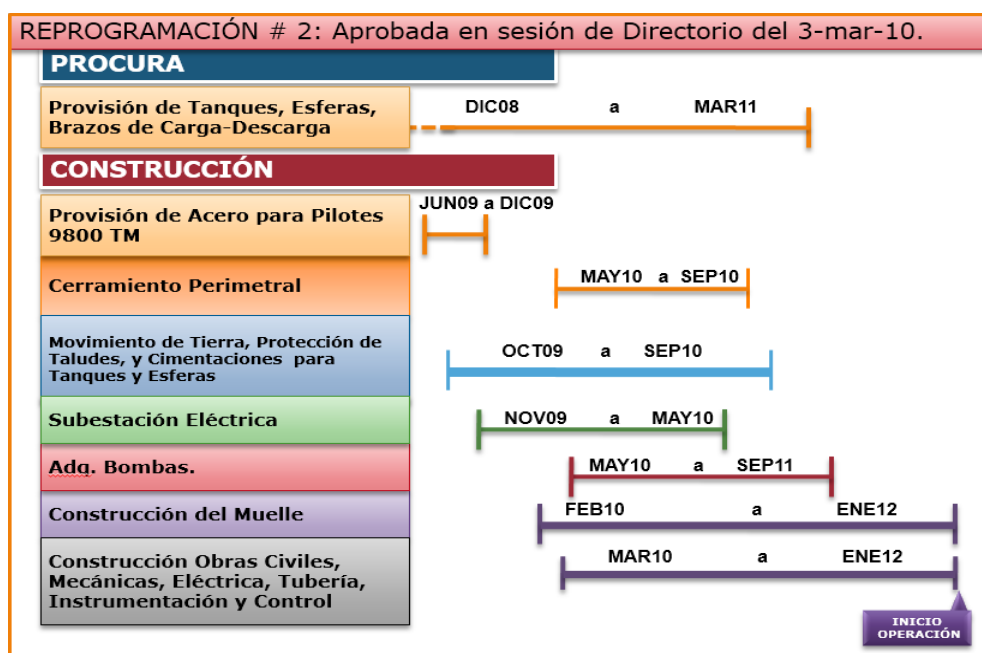 REPROGRAMACIÓN # 2: Aprobada en sesión de Directorio del 3-mar-10.
PROCURA
Provisión de Tanques, Esferas,
Brazos de Carga-Descarga
DIC08 a MAR11
CONSTRUCCIÓN
Provisión de Acero para Pilotes
9800 TM
JUN09 a DIC09
Cerramiento Perimetral
MAY10 a SEP10
Movimiento de Tierra, Protección de
Taludes, y Cimentaciones para
Tanques y Esferas
OCT09 a SEP10
Subestación Eléctrica
NOV09 a MAY10
Adq. Bombas.
MAY10 a SEP11
Construcción del Muelle
FEB10 a ENE12
Construcción Obras Civiles,
Mecánicas, Eléctrica, Tubería,
Instrumentación y Control
MAR10 a ENE12
INICIO
OPERACIÓN